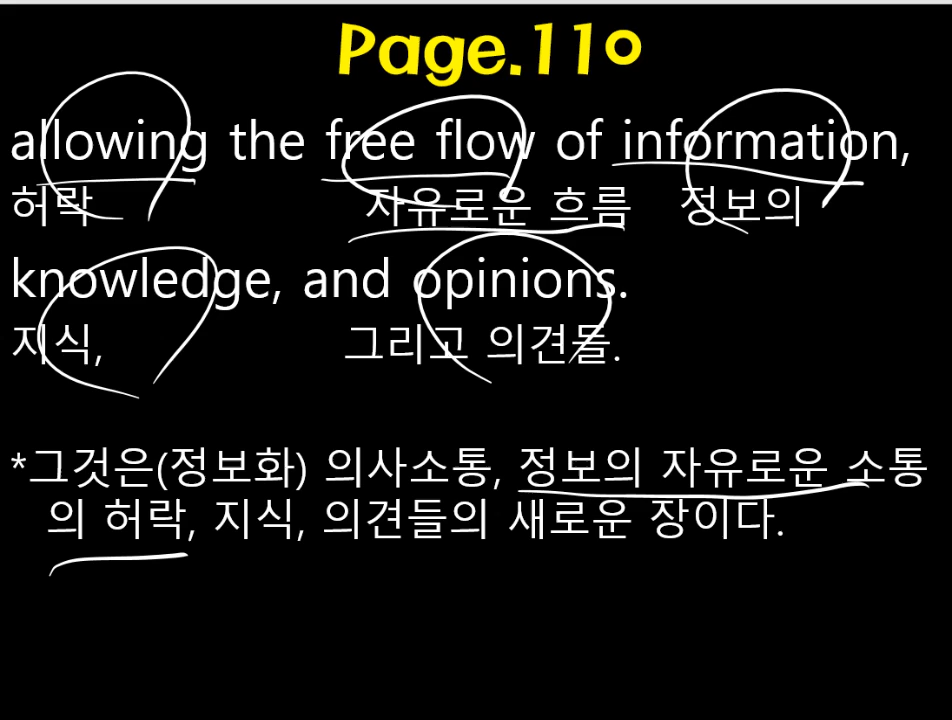 Page.110
allowing the free flow of information,
허락 자유로운 흐름 정보의
knowledge, and opinions.
지식, 그리고 의견들.
*그것은(정보화) 의사소통, 정보의 자유로운 소통
의 허락, 지식, 의견들의 새로운 장이다.